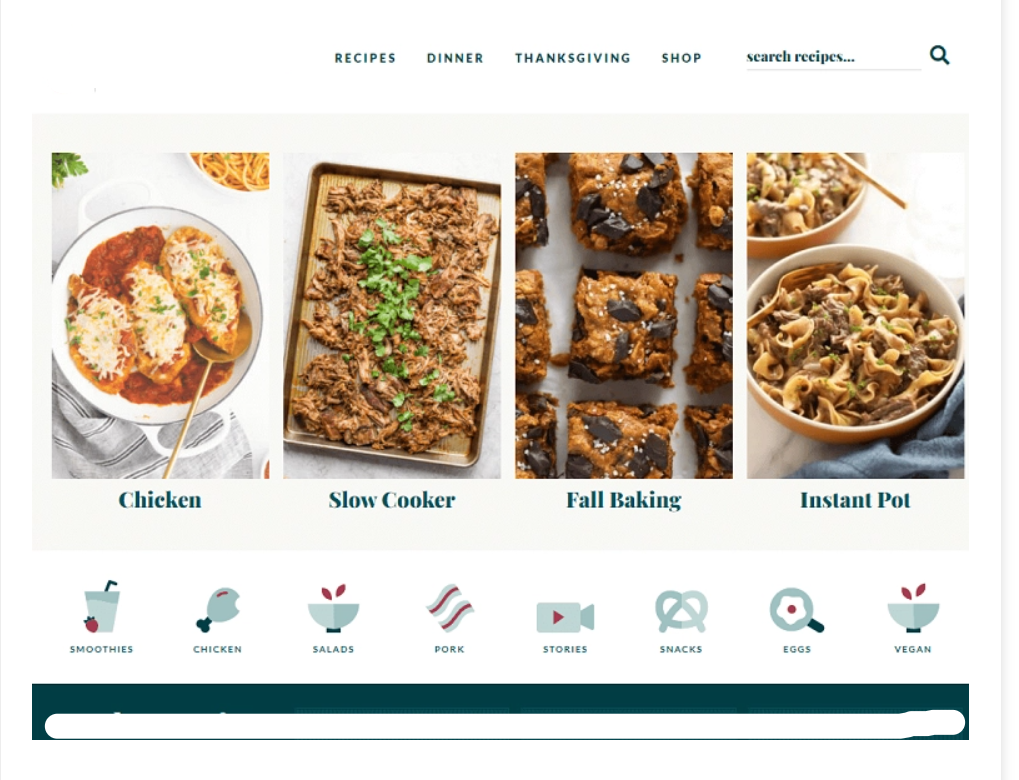 RECIPES DINNER THANKSGIVING SHOP search recipes...
Chicken Slow Cooker Fall Baking Instant Pot
SMOOTHIES CHICKEN SALADS PORK STORIES SNACKS EGGS VEGAN